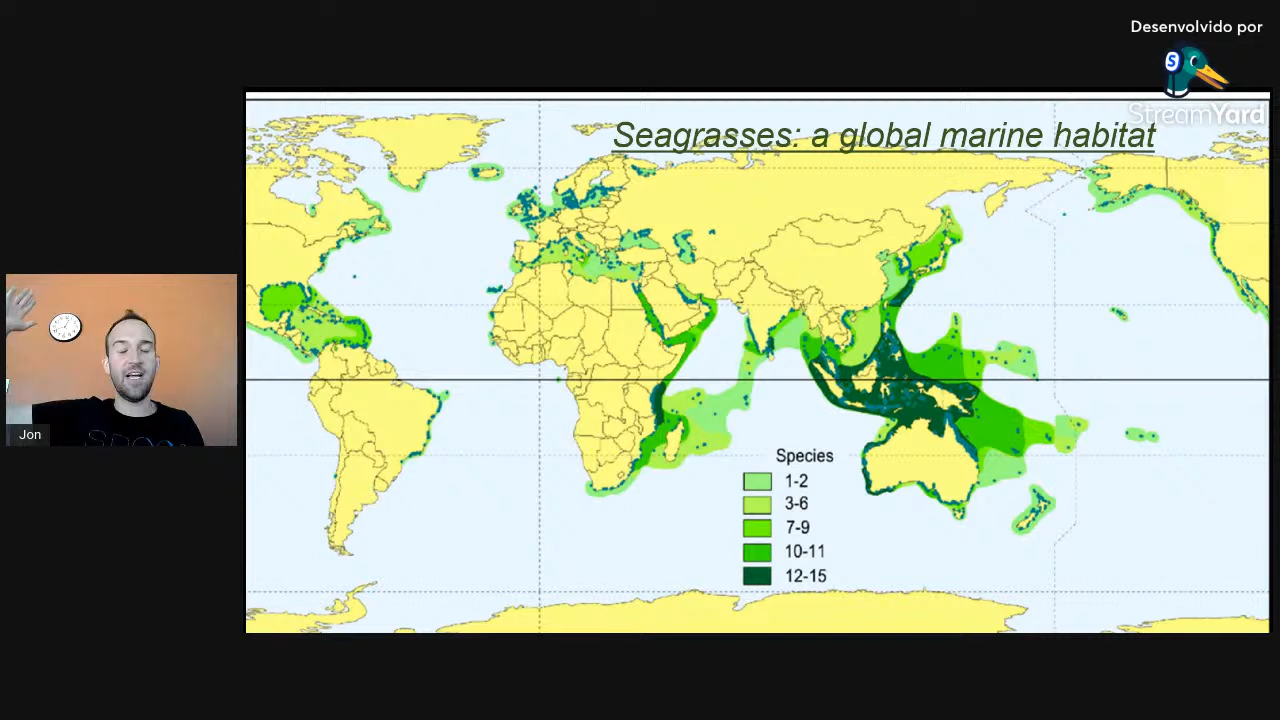 Desenvolvido por
S
StreamYard
Seagrasses: a global marine habitat
Jon
Species
1-2
3-6
7-9
10-11
12-15